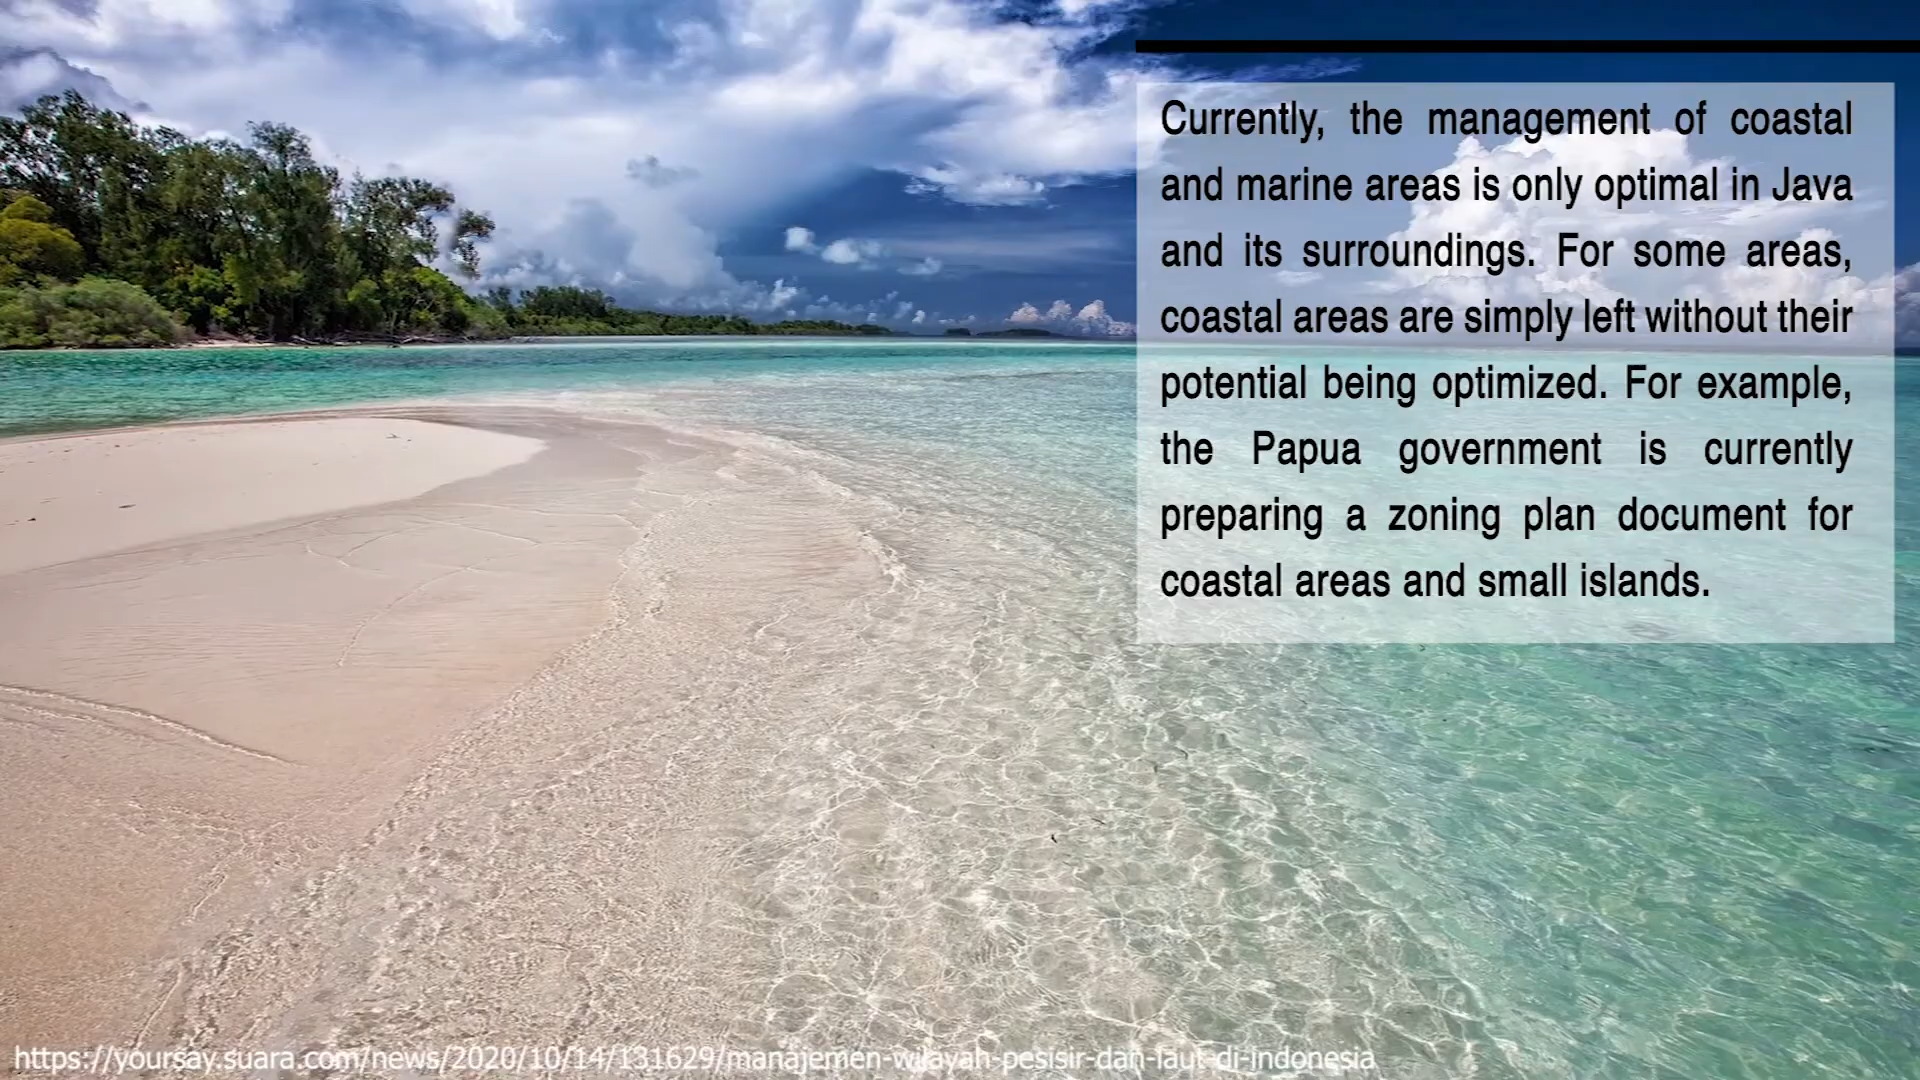 Currently, the management of coastal
and marine areas is only optimal in Java
and its surroundings. For some areas,
coastal areas are simply left without their
potential being optimized. For example,
the Papua government is currently
preparing a zoning plan document for
coastal areas and small islands.
https://yoursay.suara.com/news/2020/10/14/131629/manajemen-wilayah-pesisir-dan-laut-di-indonesia